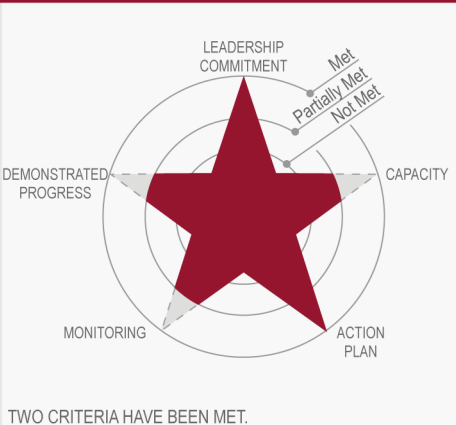 LEADERSHIP
COMMITMENT
Met
Partially Met
Not Met
DEMONSTRATED
PROGRESS
CAPACITY
MONITORING
ACTION
PLAN
TWO CRITERIA HAVE BEEN MET.